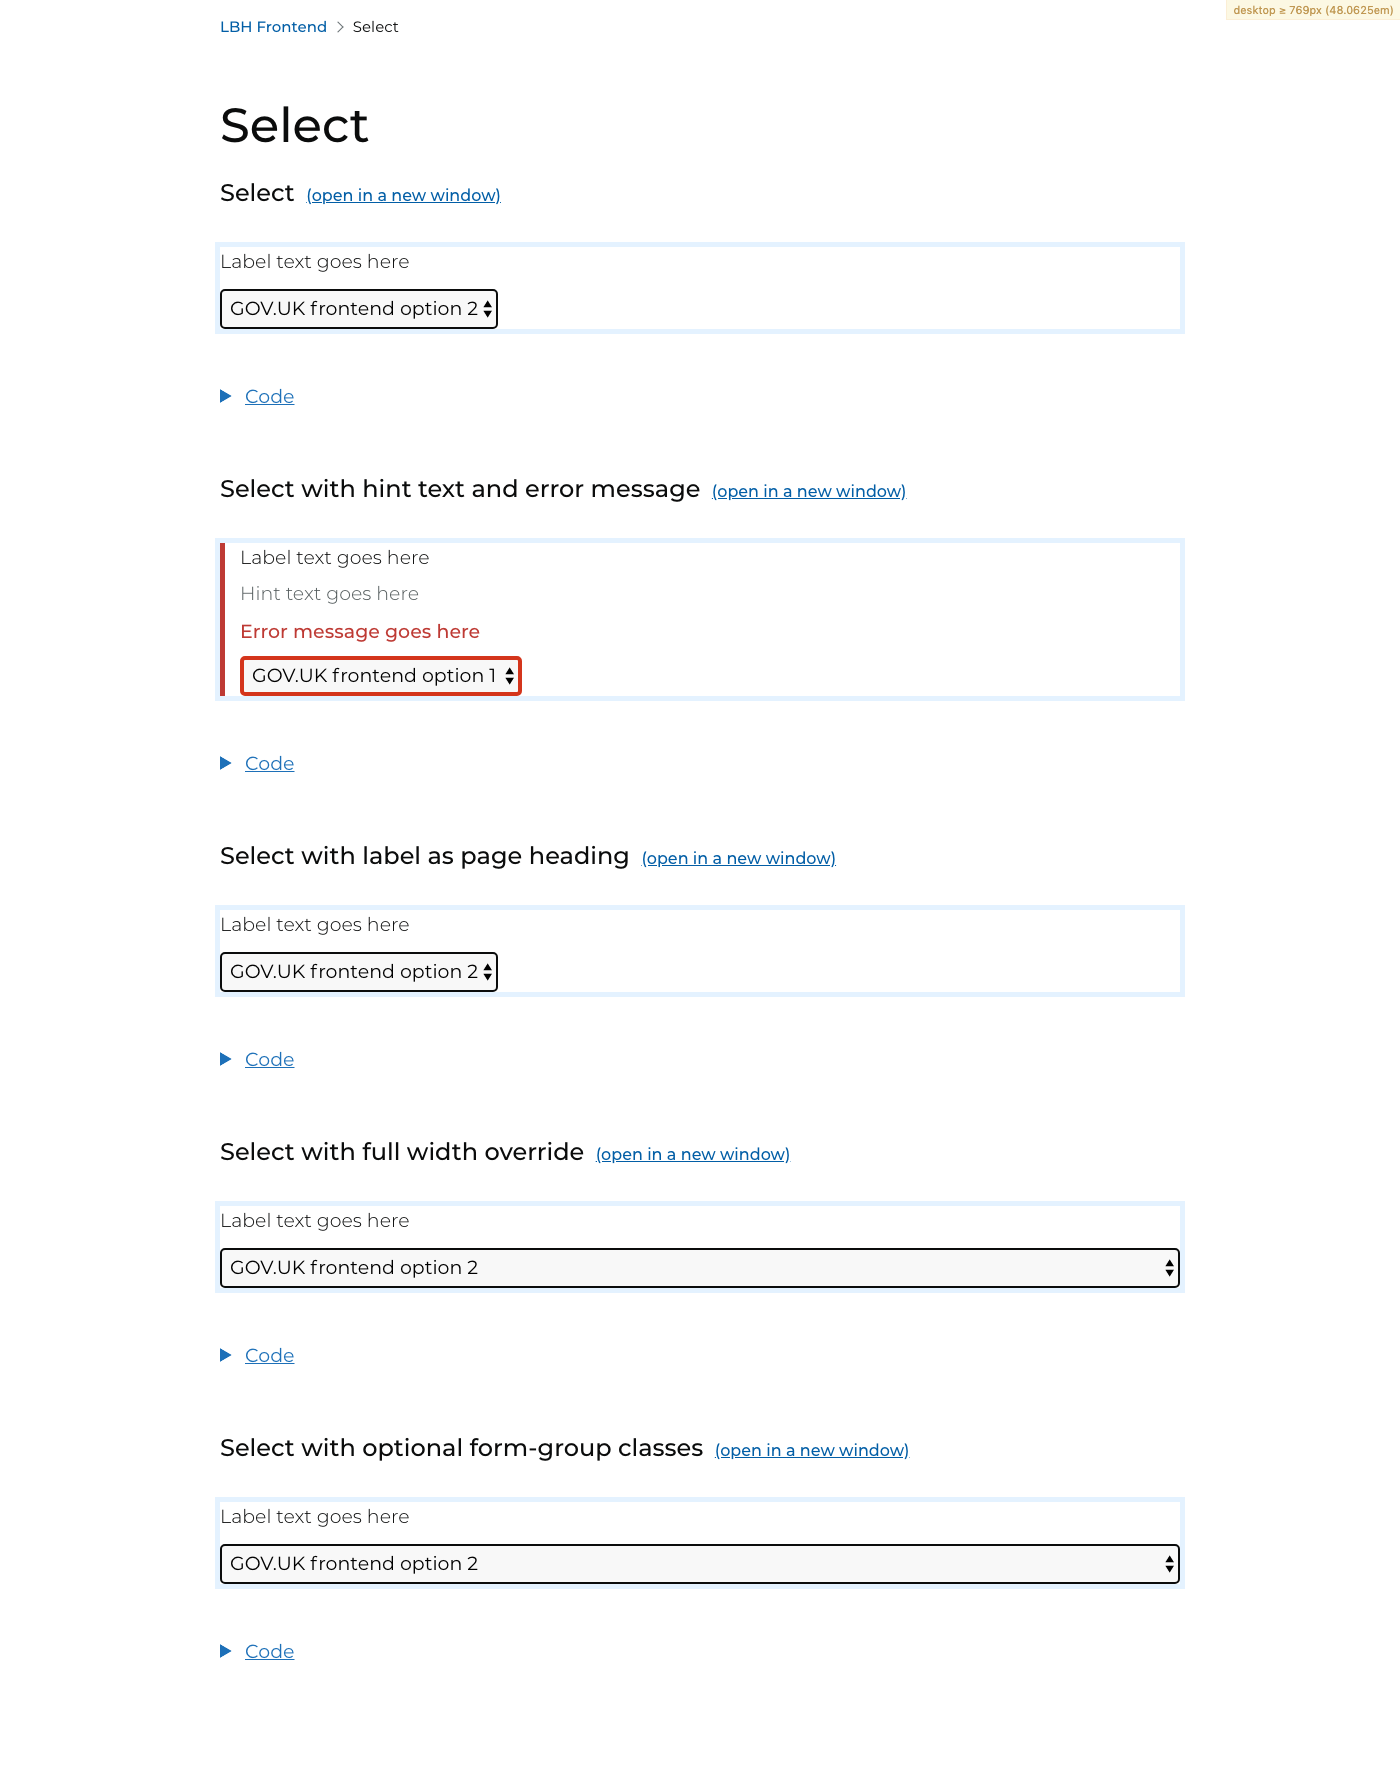 desktop ≥ 769px (48.0625em)
LBH Frontend > Select
Select
Select (open in a new window)
Label text goes here
GOV.UK frontend option 2
Code
Select with hint text and error message (open in a new window)
Label text goes here
Hint text goes here
Error message goes here
GOV.UK frontend option 1
Code
Select with label as page heading (open in a new window)
Label text goes here
GOV.UK frontend option 2
Code
Select with full width override (open in a new window)
Label text goes here
GOV.UK frontend option 2
Code
Select with optional form-group classes (open in a new window)
Label text goes here
GOV.UK frontend option 2
Code